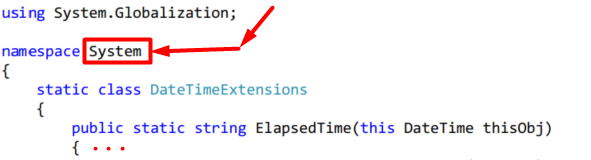 using System.Globalization;
namespace System
{
static class DateTimeExtensions
{
public static string ElapsedTime(this DateTime thisObj)
{ ...